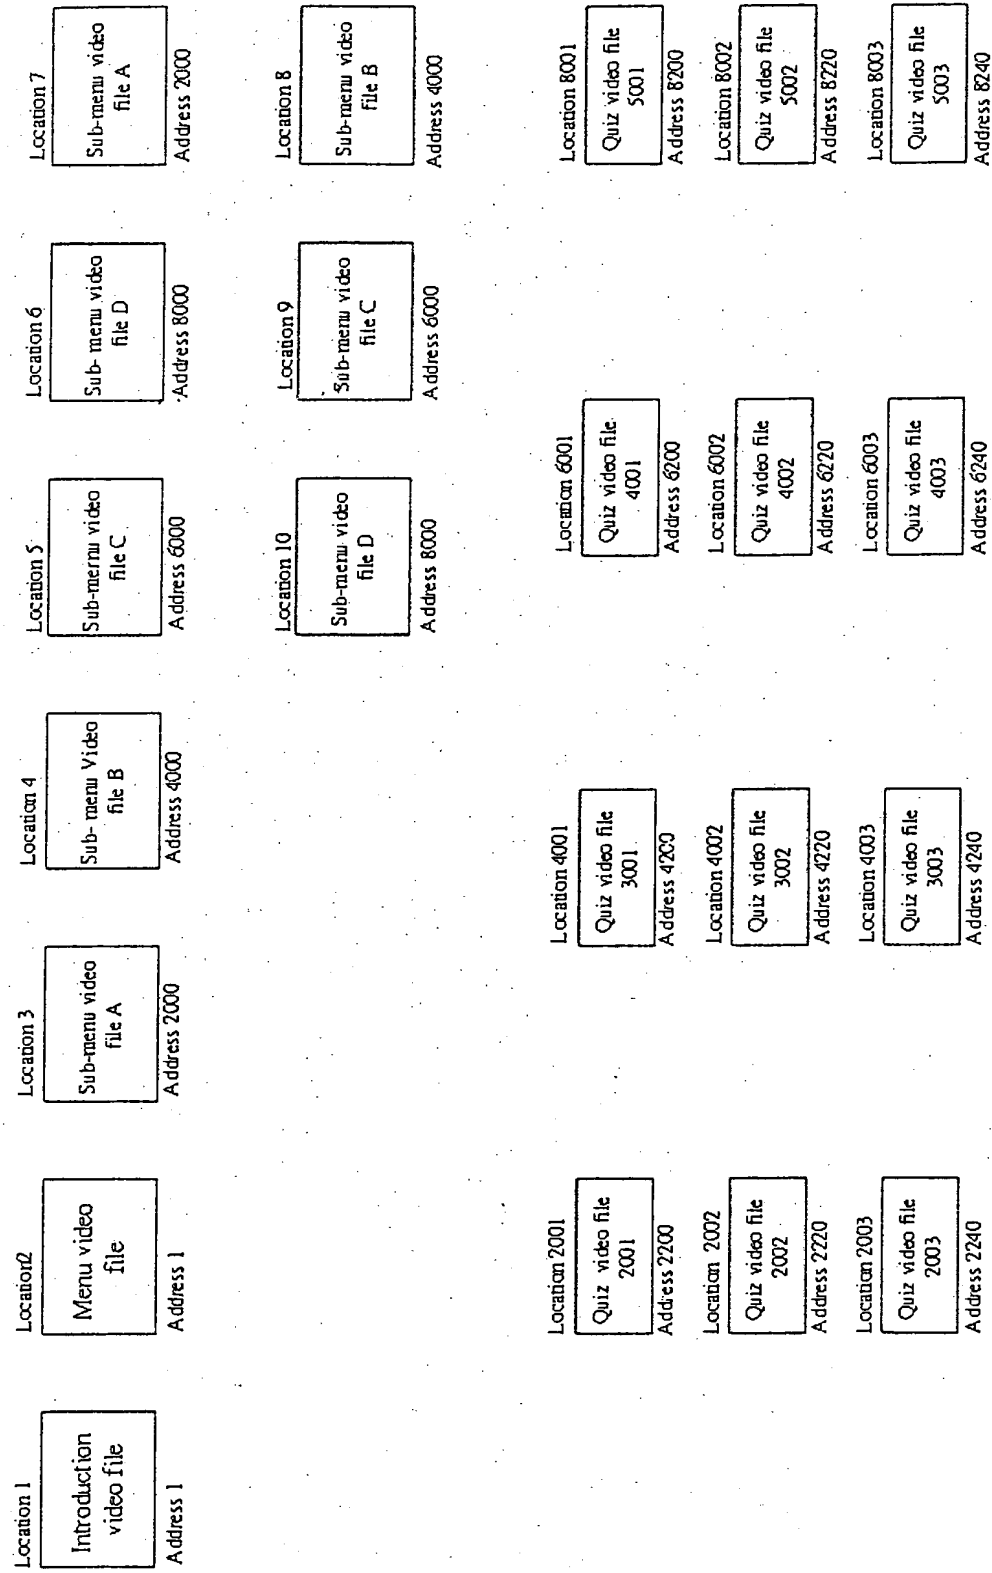 Location 1
Introduction
video file
Address 1
Location2
Menu video
file
Address 1
Location 3
Sub-menu video
file A
Address 2000
Location 4
Sub- menu Video
file B
Address 4000
Location 5
Sub-menu video
file C
Address 6000
Location 6
Sub- menu video
file D
Address 8000
Location 7
Sub-menu video
file A
Address 2000
Location 10
Sub-menu video
file D
Address 8000
Location 9
Sub-menu video
file C
Address 6000
Location 8
Sub-menu video
file B
Address 4000
Location 2001
Quiz video file
2001
Address 2200
Location 4001
Quiz video file
3001
Address 4200
Location 6001
Quiz video file
4001
Address 6200
Location 8001
Quiz video file
5001
Address 8200
Location 2002
Quiz video file
2002
Address 2220
Location 4002
Quiz video file
3002
Address 4220
Location 6002
Quiz video file
4002
Address 6220
Location 8002
Quiz video file
5002
Address 8220
Location 2003
Quiz video file
2003
Address 2240
Location 4003
Quiz video file
3003
Address 4240
Location 6003
Quiz video file
4003
Address 6240
Location 8003
Quiz video file
5003
Address 8240